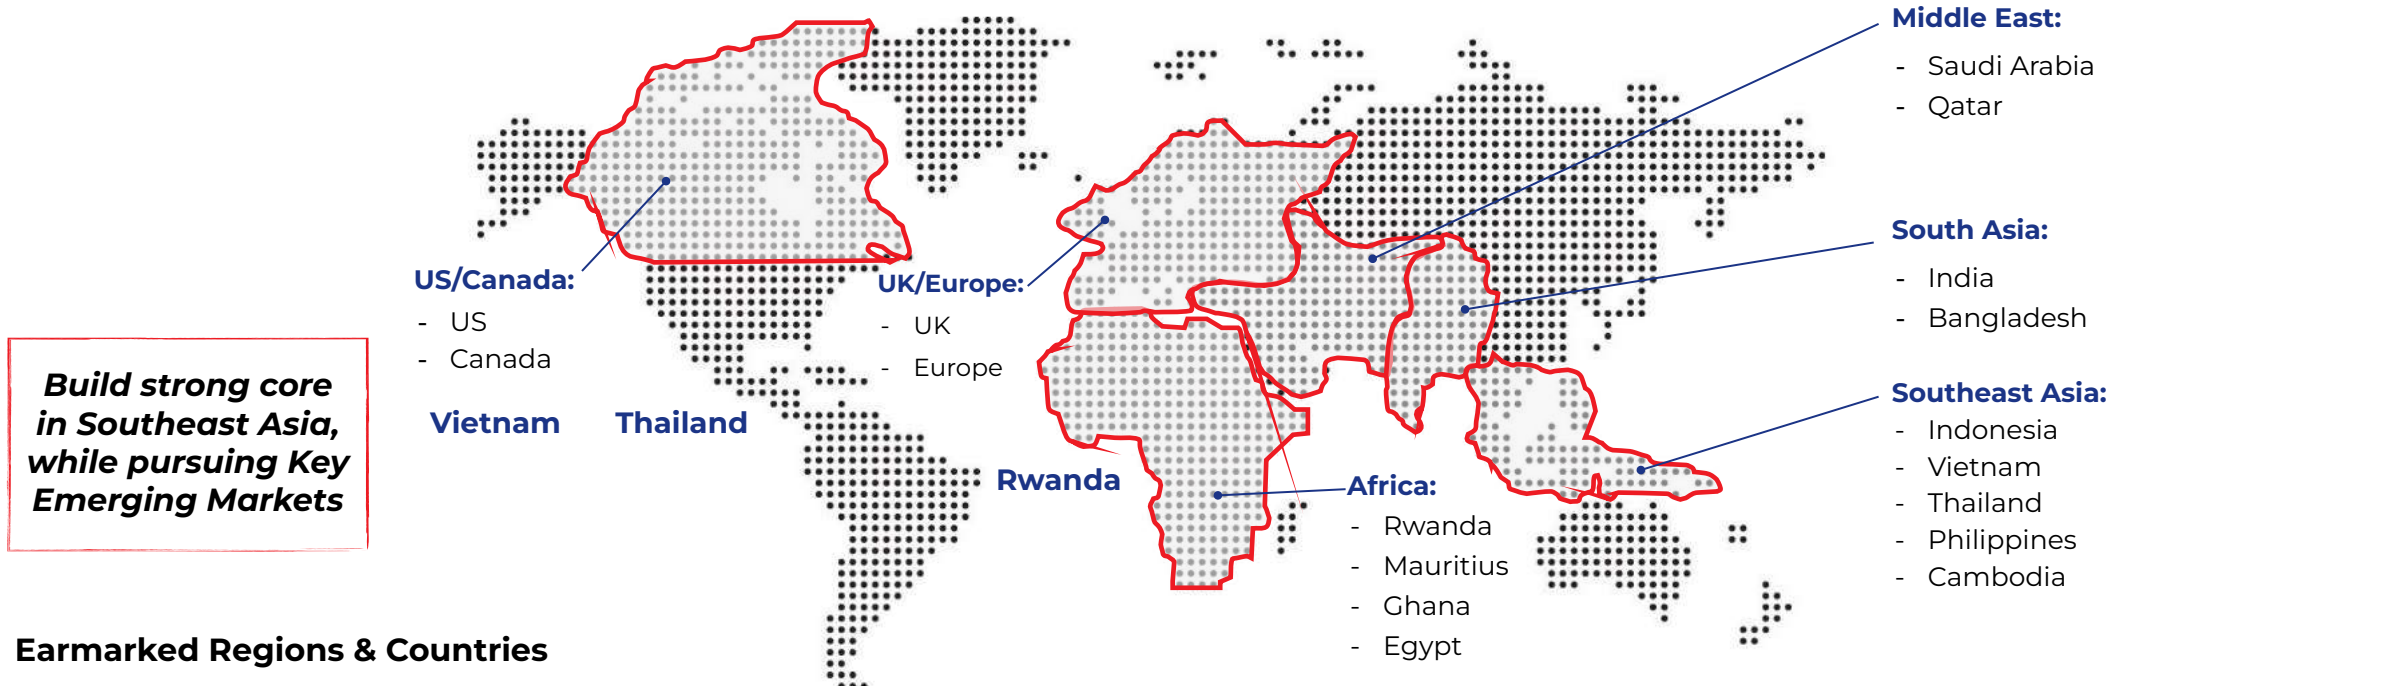 Build strong core
in Southeast Asia,
while pursuing Key
Emerging Markets
Earmarked Regions & Countries
US/Canada:
- US
- Canada
Vietnam
Thailand
UK/Europe:
- UK
- Europe
Rwanda
Africa:
- Rwanda
- Mauritius
- Ghana
- Egypt
Middle East:
- Saudi Arabia
- Qatar
South Asia:
- India
- Bangladesh
Southeast Asia:
- Indonesia
- Vietnam
- Thailand
- Philippines
- Cambodia